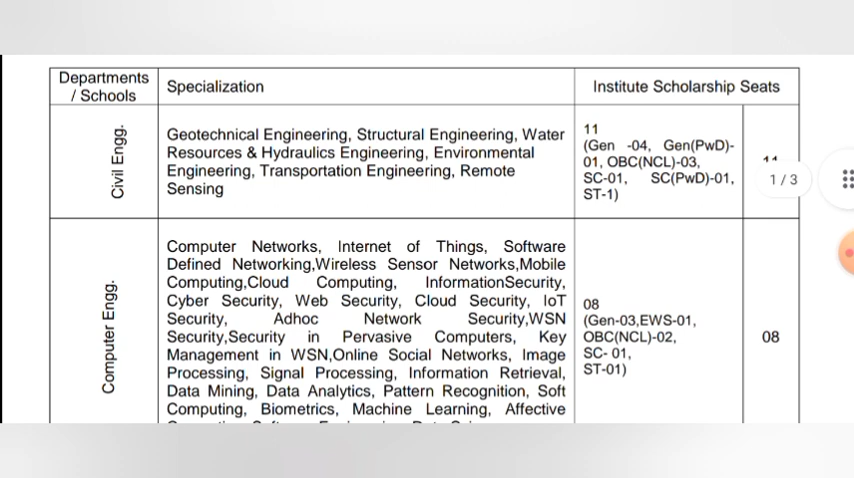 Departments
/ Schools
Specialization
Institute Scholarship Seats
Civil Engg.
Geotechnical Engineering, Structural Engineering, Water
Resources & Hydraulics Engineering, Environmental
Engineering, Transportation Engineering, Remote
Sensing
11
(Gen -04, Gen(PwD)-
01, OBC(NCL)-03,
SC-01, SC(PwD)-01,
ST-1)
1 / 3
Computer Engg.
Computer Networks, Internet of Things, Software
Defined Networking,Wireless Sensor Networks,Mobile
Computing,Cloud Computing, InformationSecurity,
Cyber Security, Web Security, Cloud Security, IoT
Security, Adhoc Network Security,WSN
Security,Security in Pervasive Computers, Key
Management in WSN,Online Social Networks, Image
Processing, Signal Processing, Information Retrieval,
Data Mining, Data Analytics, Pattern Recognition, Soft
Computing, Biometrics, Machine Learning, Affective
08
(Gen-03,EWS-01,
OBC(NCL)-02,
SC- 01,
ST-01)
08